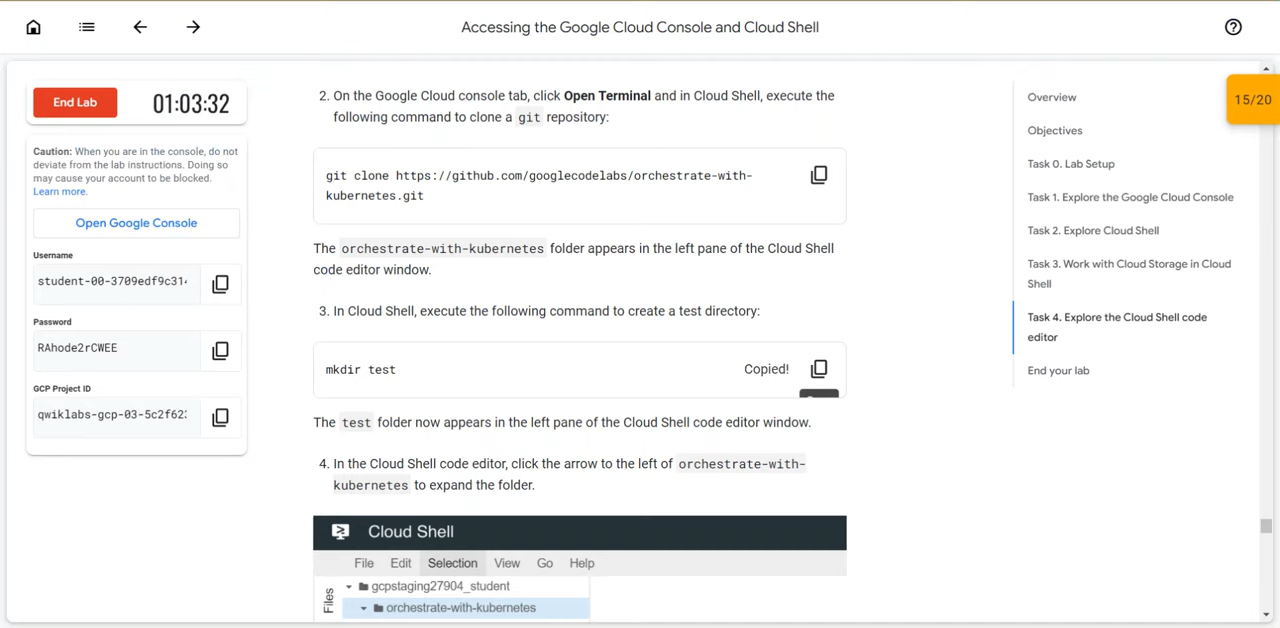 Accessing the Google Cloud Console and Cloud Shell
End Lab
01:03:32
Caution: When you are in the console, do not
deviate from the lab instructions. Doing so
may cause your account to be blocked.
Learn more.
Open Google Console
Username
student-00-3709edf9c314
Password
RAhode2rCWEE
GCP Project ID
qwiklabs-gcp-03-5c2f62
2. On the Google Cloud console tab, click Open Terminal and in Cloud Shell, execute the
following command to clone a git repository:
git clone https://github.com/googlecodelabs/orchestrate-with-
kubernetes.git
The orchestrate-with-kubernetes folder appears in the left pane of the Cloud Shell
code editor window.
3. In Cloud Shell, execute the following command to create a test directory:
mkdir test
Copied!
The test folder now appears in the left pane of the Cloud Shell code editor window.
4. In the Cloud Shell code editor, click the arrow to the left of orchestrate-with-
kubernetes to expand the folder.
Cloud Shell
File Edit Selection View Go Help
Files
gcpstaging27904_student
orchestrate-with-kubernetes
Overview
Objectives
Task 0. Lab Setup
Task 1. Explore the Google Cloud Console
Task 2. Explore Cloud Shell
Task 3. Work with Cloud Storage in Cloud
Shell
Task 4. Explore the Cloud Shell code
editor
End your lab
15/20